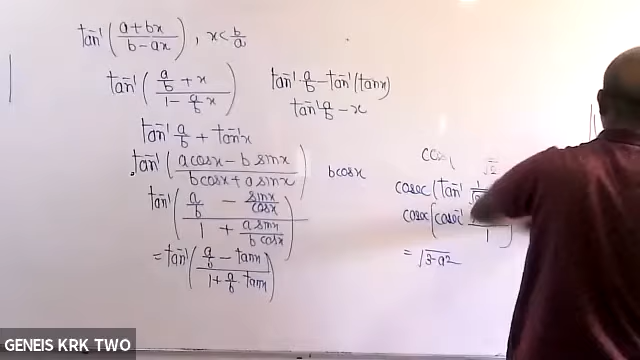 tan⁻¹((a+bx)/(b-ax)), x < b/a
tan⁻¹((a/b + x)/(1 - a/b x))
tan⁻¹ a/b + tan⁻¹x
tan⁻¹((a cosx - b sinx)/(b cosx + a sinx)) b cosx
tan⁻¹((a/b - sinx/cosx)/(1 + a sinx/b cosx))
= tan⁻¹((a/b - tanx)/(1 + a/b . tanx))
tan⁻¹ a/b - tan⁻¹(tanx)
tan⁻¹ a/b - x
cosec(tan⁻¹
cosec[cosec⁻¹
= √3-a²
GENEIS KRK TWO